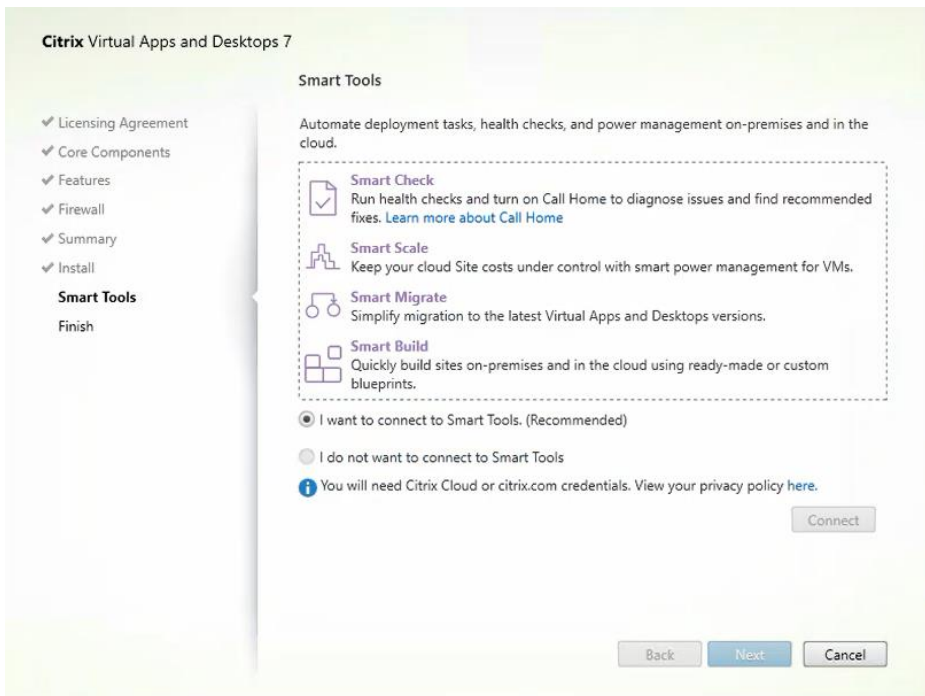 Citrix Virtual Apps and Desktops 7
Smart Tools
Licensing Agreement
Core Components
Features
Firewall
Summary
Install
Smart Tools
Finish
Automate deployment tasks, health checks, and power management on-premises and in the
cloud.
Smart Check
Run health checks and turn on Call Home to diagnose issues and find recommended
fixes. Learn more about Call Home
Smart Scale
Keep your cloud Site costs under control with smart power management for VMs.
Smart Migrate
Simplify migration to the latest Virtual Apps and Desktops versions.
Smart Build
Quickly build sites on-premises and in the cloud using ready-made or custom
blueprints.
I want to connect to Smart Tools. (Recommended)
I do not want to connect to Smart Tools
You will need Citrix Cloud or citrix.com credentials. View your privacy policy here.
Connect
Back
Next
Cancel